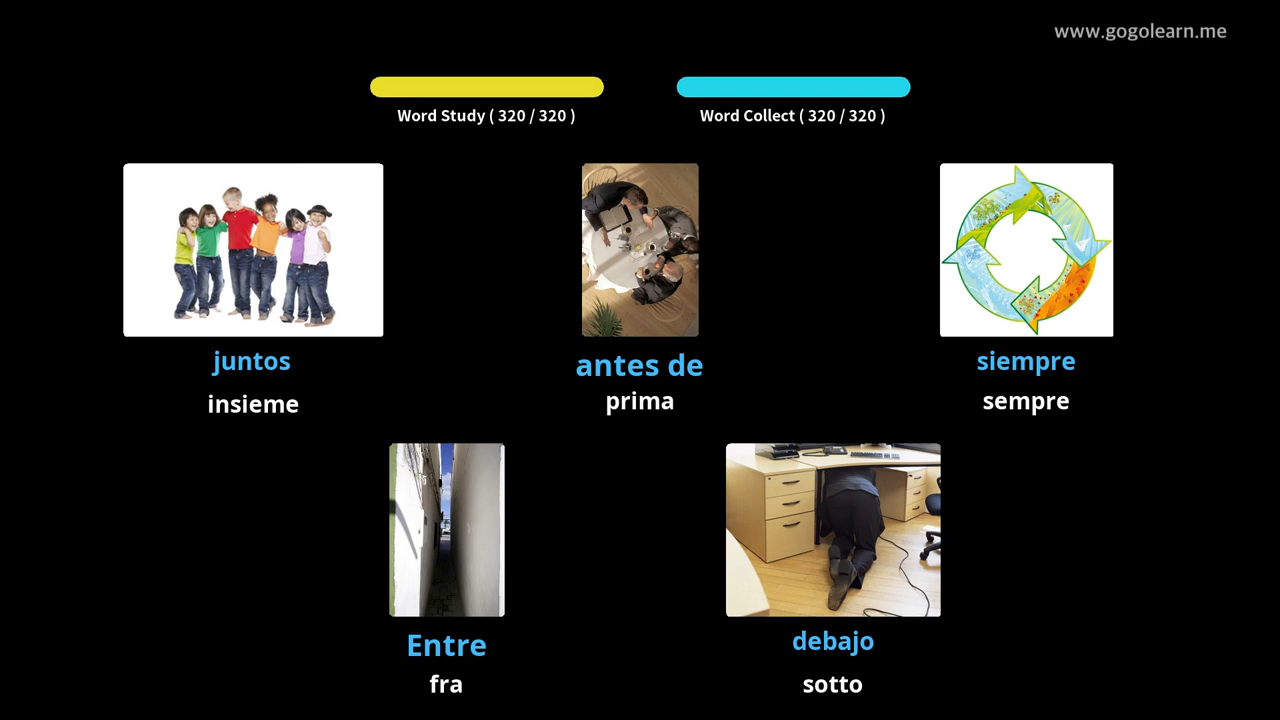 www.gogolearn.me
Word Study ( 320 / 320 )
Word Collect ( 320 / 320 )
juntos
insieme
antes de
prima
siempre
sempre
Entre
fra
debajo
sotto